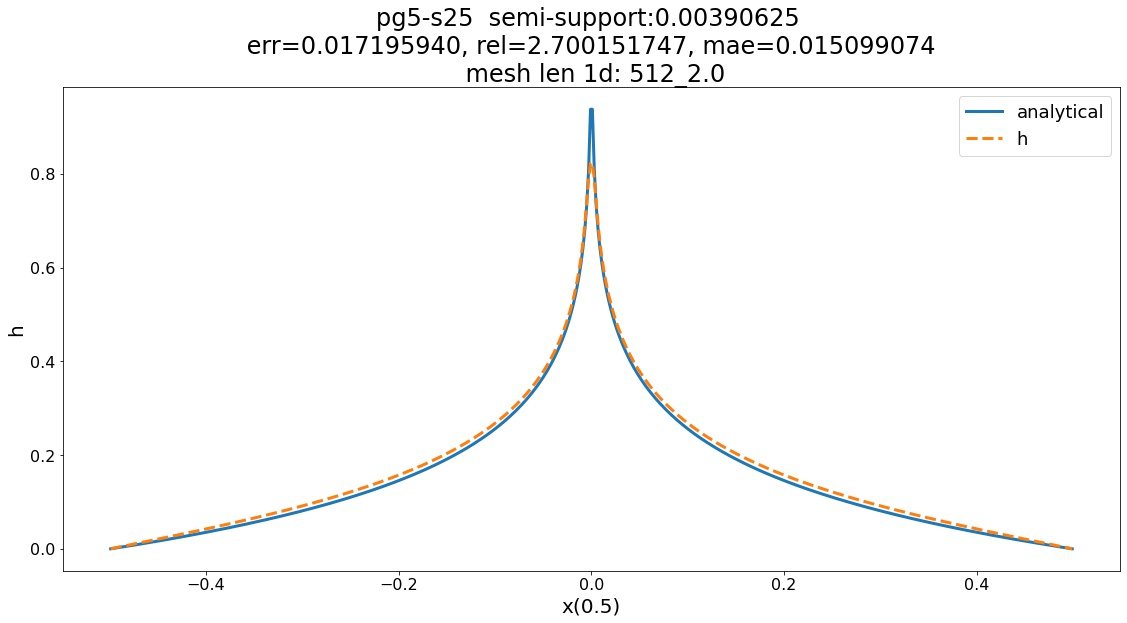 pg5-s25  semi-support:0.00390625
err=0.017195940, rel=2.700151747, mae=0.015099074
mesh len 1d: 512_2.0
analytical
h
0.8
0.6
0.4
0.2
0.0
h
−0.4
−0.2
0.0
0.2
0.4
x(0.5)